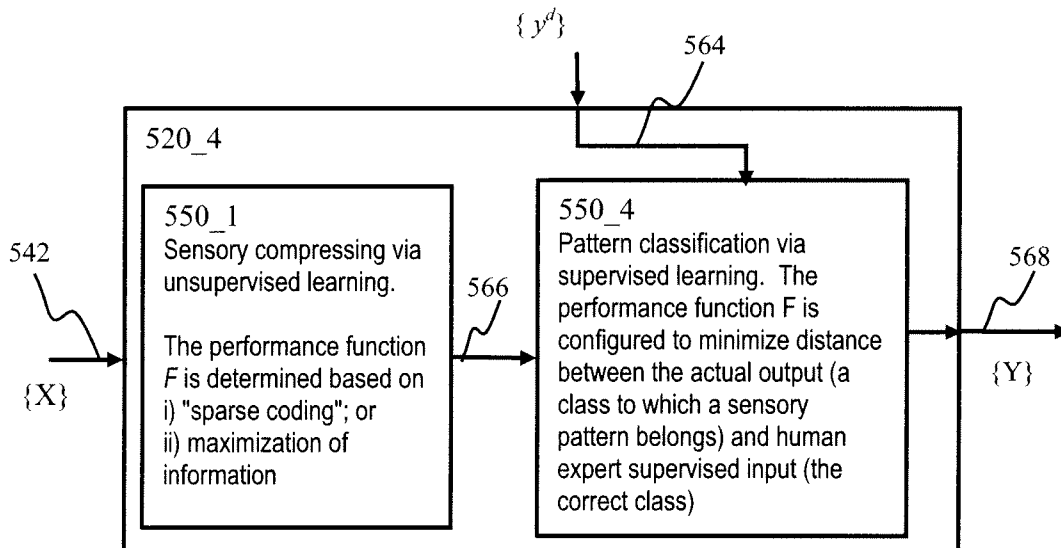 { y^d}
564
520_4
550_1
Sensory compressing via
unsupervised learning.
The performance function
F is determined based on
i) "sparse coding"; or
ii) maximization of
information
542
{X}
566
550_4
Pattern classification via
supervised learning. The
performance function F is
configured to minimize distance
between the actual output (a
class to which a sensory
pattern belongs) and human
expert supervised input (the
correct class)
568
{Y}